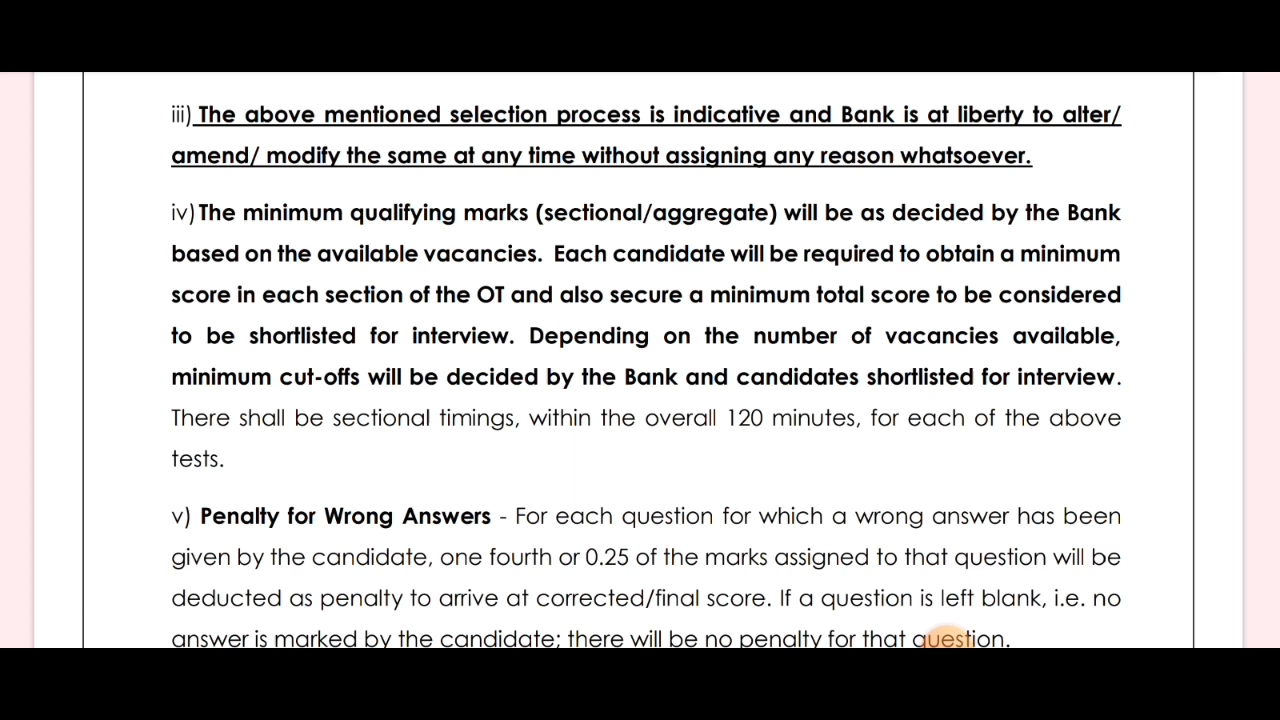 iii) The above mentioned selection process is indicative and Bank is at liberty to alter/
amend/ modify the same at any time without assigning any reason whatsoever.
iv) The minimum qualifying marks (sectional/aggregate) will be as decided by the Bank
based on the available vacancies. Each candidate will be required to obtain a minimum
score in each section of the OT and also secure a minimum total score to be considered
to be shortlisted for interview. Depending on the number of vacancies available,
minimum cut-offs will be decided by the Bank and candidates shortlisted for interview.
There shall be sectional timings, within the overall 120 minutes, for each of the above
tests.
v) Penalty for Wrong Answers - For each question for which a wrong answer has been
given by the candidate, one fourth or 0.25 of the marks assigned to that question will be
deducted as penalty to arrive at corrected/final score. If a question is left blank, i.e. no
answer is marked by the candidate; there will be no penalty for that question.